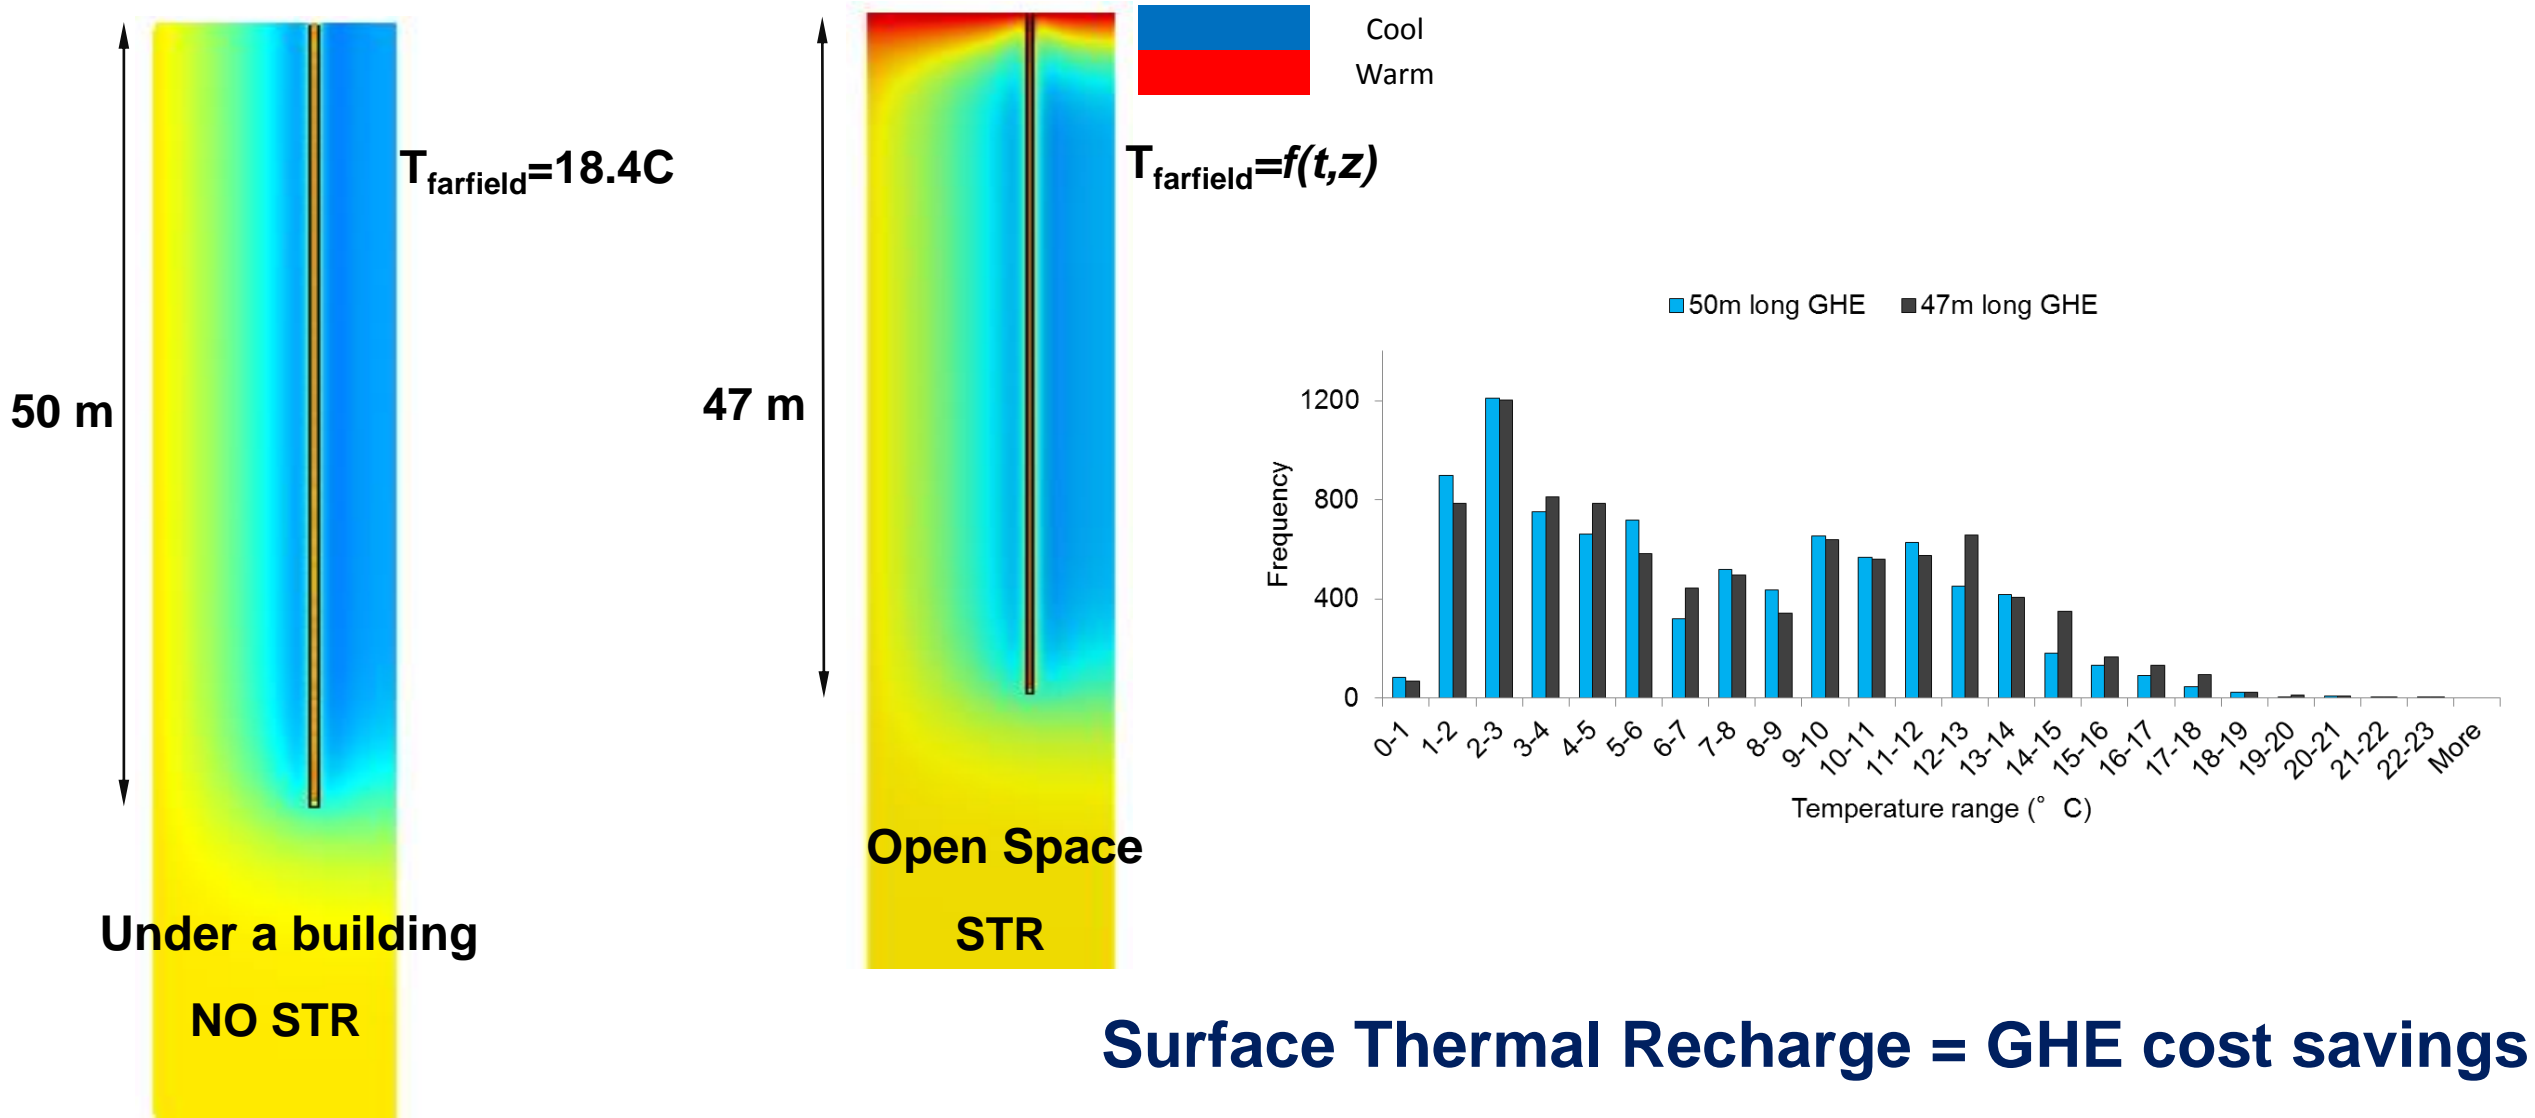 Cool
Warm
T_farfield=18.4C
T_farfield=f(t,z)
50 m
47 m
50m long GHE
47m long GHE
1200
800
400
0
Frequency
0-1
1-2
2-3
3-4
4-5
5-6
6-7
7-8
8-9
9-10
10-11
11-12
12-13
13-14
14-15
15-16
16-17
17-18
18-19
19-20
20-21
21-22
22-23
More
Temperature range (° C)
Open Space
STR
Under a building
NO STR
Surface Thermal Recharge = GHE cost savings